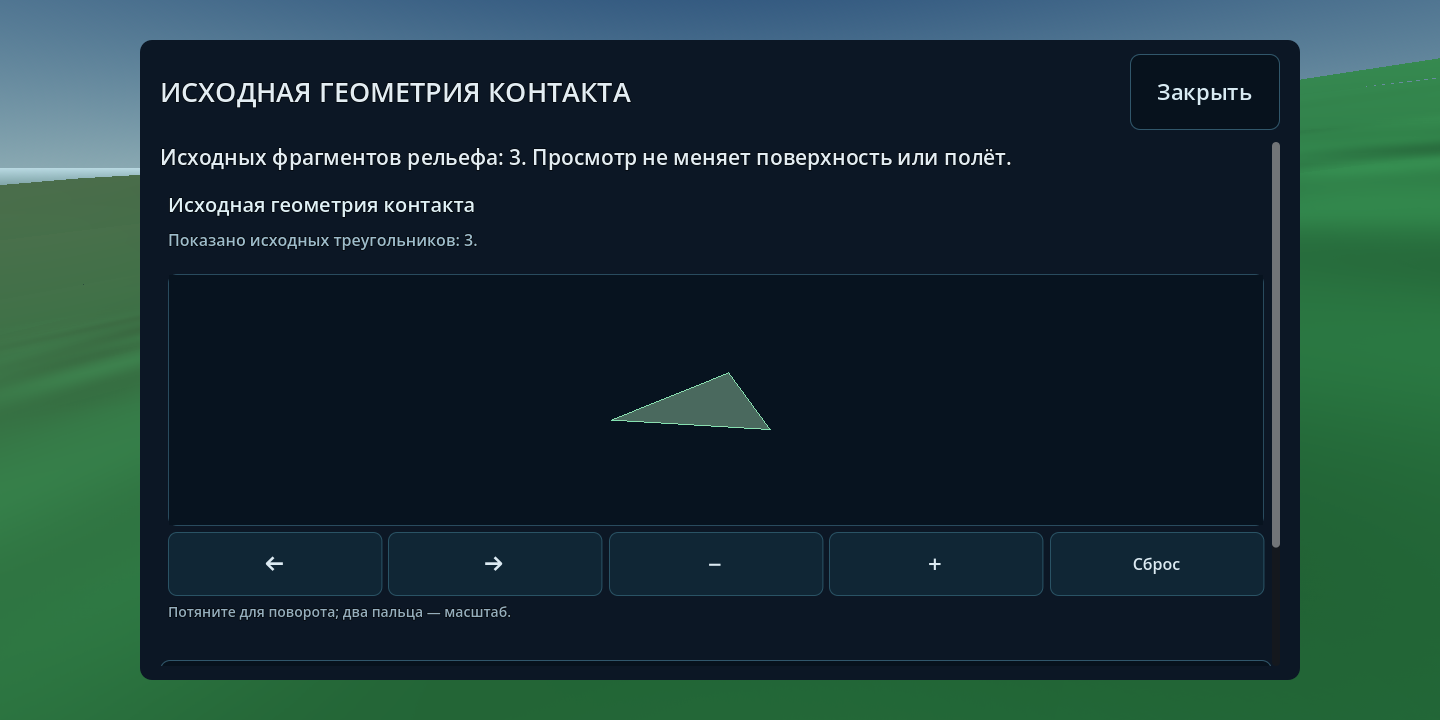 ИСХОДНАЯ ГЕОМЕТРИЯ КОНТАКТА
Закрыть
Исходных фрагментов рельефа: 3. Просмотр не меняет поверхность или полёт.
Исходная геометрия контакта
Показано исходных треугольников: 3.
← → − + Сброс
Потяните для поворота; два пальца — масштаб.